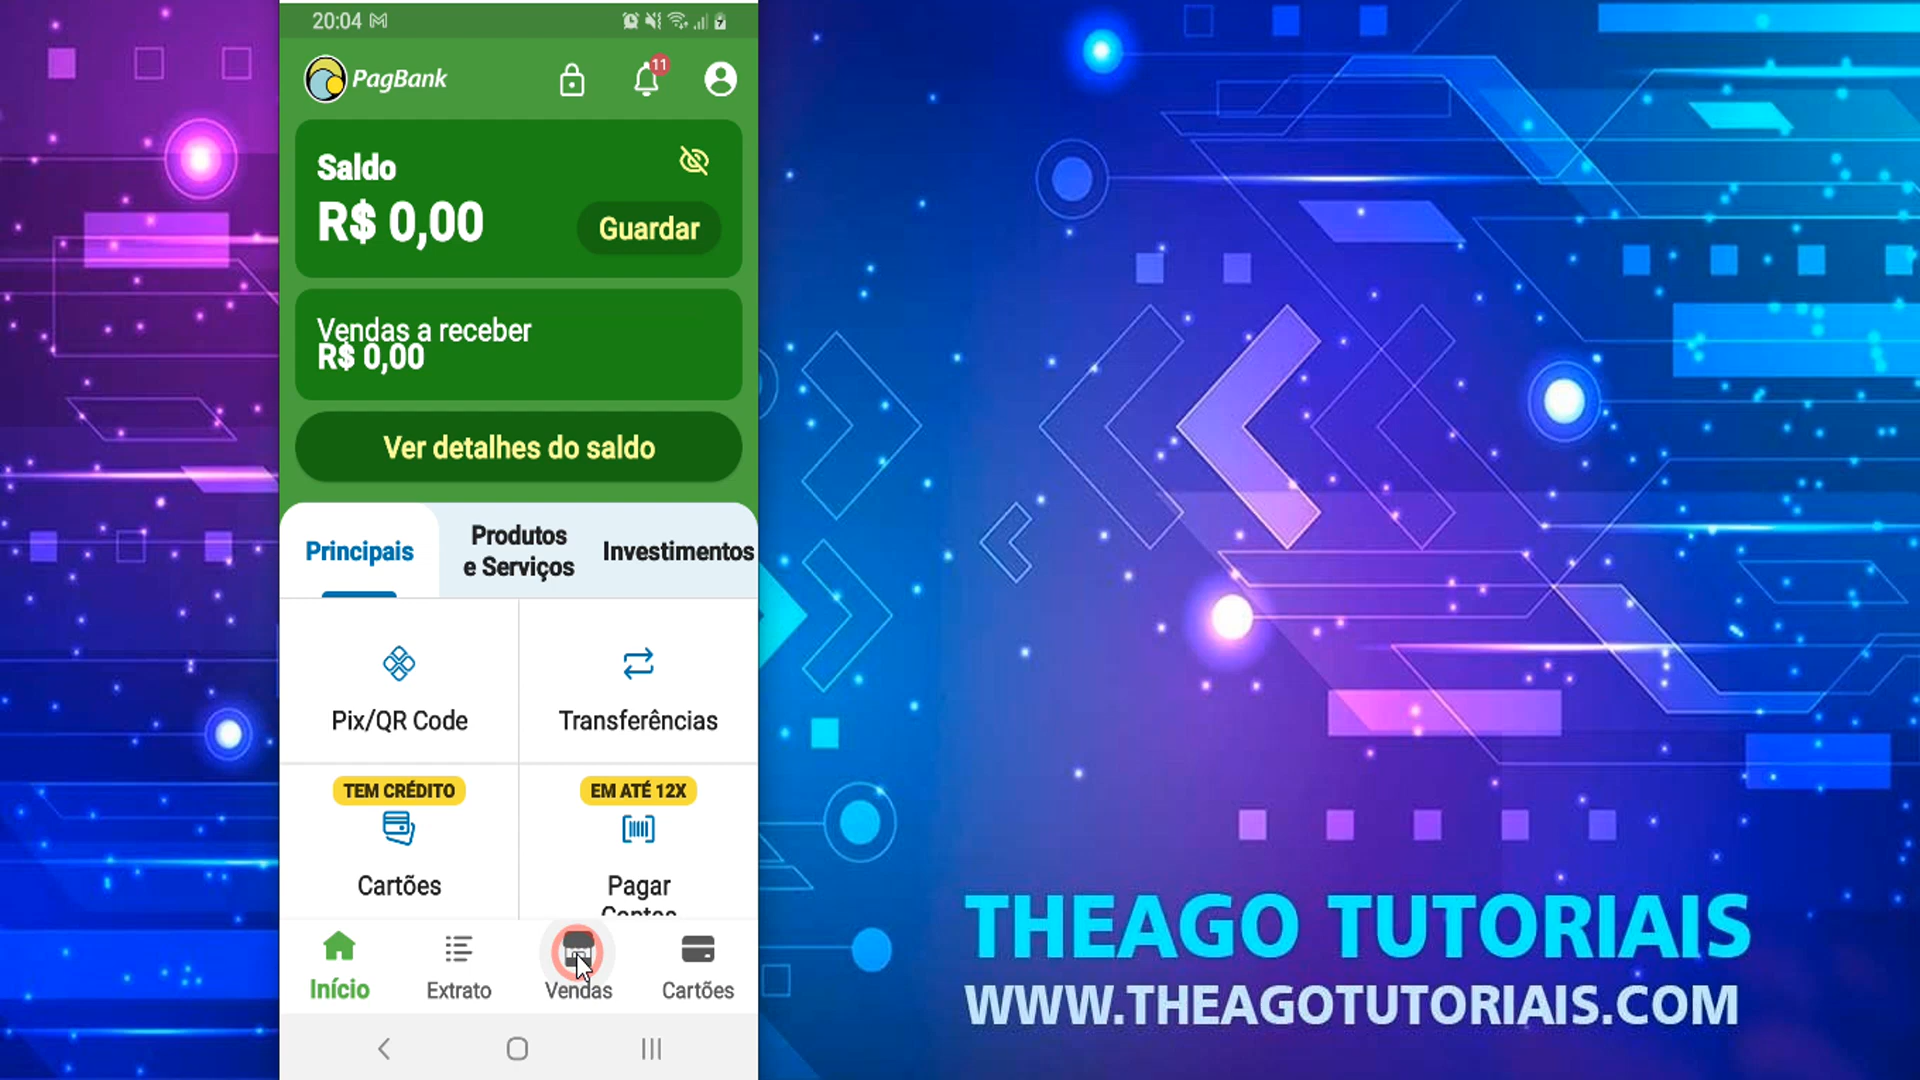 20:04
PagBank
11
Saldo
R$ 0,00
Guardar
Vendas a receber
R$ 0,00
Ver detalhes do saldo
Principais
Produtos
e Serviços
Investimentos
Pix/QR Code
Transferências
TEM CRÉDITO
EM ATÉ 12X
Cartões
Pagar
Contas
Início
Extrato
Vendas
Cartões
THEAGO TUTORIAIS
WWW.THEAGOTUTORIAIS.COM